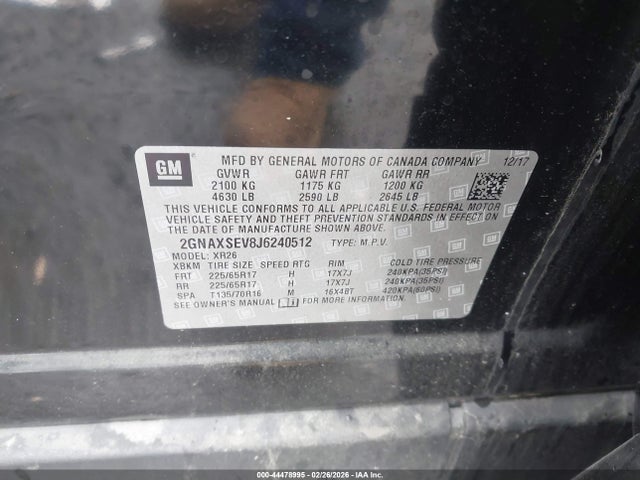 GM
MFD BY GENERAL MOTORS OF CANADA COMPANY 12/17
GVWR GAWR FRT GAWR RR
2100 KG 1175 KG 1200 KG
4630 LB 2590 LB 2645 LB
THIS VEHICLE CONFORMS TO ALL APPLICABLE U.S. FEDERAL MOTOR
VEHICLE SAFETY AND THEFT PREVENTION STANDARDS IN EFFECT ON
THE DATE OF MANUFACTURE SHOWN ABOVE.
2GNAXSEV8J6240512 TYPE: M.P.V.
MODEL: XR26
XBKM TIRE SIZE SPEED RTG RIM COLD TIRE PRESSURE
FRT 225/65R17 H 17X7J 240KPA(35PSI)
RR 225/65R17 H 17X7J 240KPA(35PSI)
SPA T135/70R16 M 16X4BT 420KPA(60PSI)
SEE OWNER'S MANUAL FOR MORE INFORMATION.
000-44478995 02/26/2026 © IAA Holdings, LLC